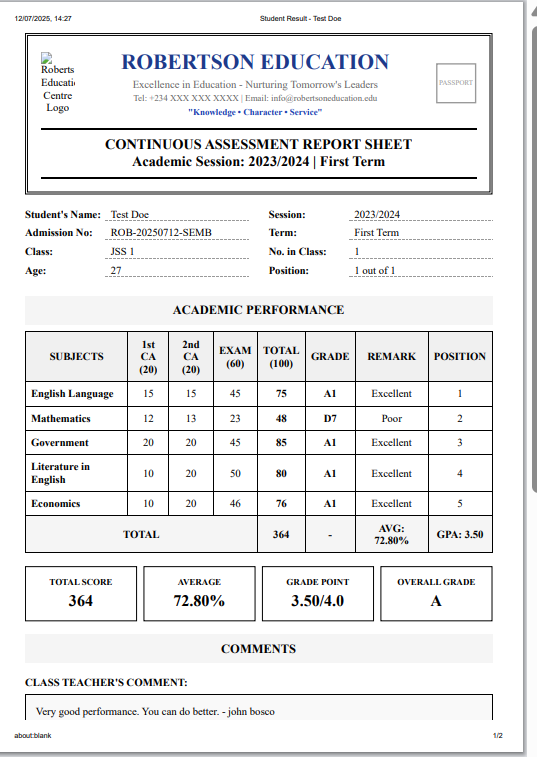 12/07/2025, 14:27 Student Result - Test Doe
Roberts
Educatic
Centre
Logo
ROBERTSON EDUCATION
Excellence in Education - Nurturing Tomorrow's Leaders
Tel: +234 XXX XXX XXXX | Email: info@robertsoneducation.edu
"Knowledge • Character • Service"
PASSPORT
CONTINUOUS ASSESSMENT REPORT SHEET
Academic Session: 2023/2024 | First Term
Student's Name: Test Doe Session: 2023/2024
Admission No: ROB-20250712-SEMB Term: First Term
Class: JSS 1 No. in Class: 1
Age: 27 Position: 1 out of 1
ACADEMIC PERFORMANCE
SUBJECTS 1st CA (20) 2nd CA (20) EXAM (60) TOTAL (100) GRADE REMARK POSITION
English Language 15 15 45 75 A1 Excellent 1
Mathematics 12 13 23 48 D7 Poor 2
Government 20 20 45 85 A1 Excellent 3
Literature in English 10 20 50 80 A1 Excellent 4
Economics 10 20 46 76 A1 Excellent 5
TOTAL 364 - AVG: 72.80% GPA: 3.50
TOTAL SCORE AVERAGE GRADE POINT OVERALL GRADE
364 72.80% 3.50/4.0 A
COMMENTS
CLASS TEACHER'S COMMENT:
Very good performance. You can do better. - john bosco
about:blank 1/2